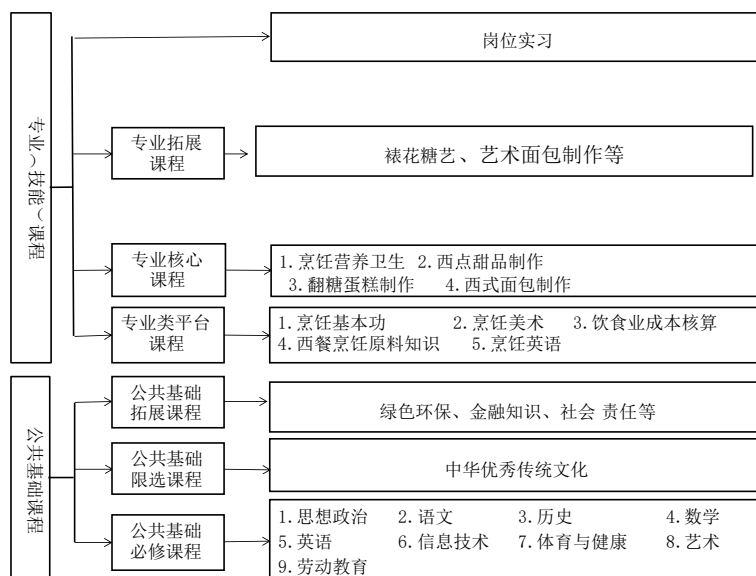 岗位实习
专业（技能）课程
专业拓展
课程
裱花糖艺、艺术面包制作等
专业核心
课程
1.烹饪营养卫生 2.西点甜品制作
3.翻糖蛋糕制作 4.西式面包制作
专业类平台
课程
1.烹饪基本功 2.烹饪美术 3.饮食业成本核算
4.西餐烹饪原料知识 5.烹饪英语
公共基础课程
公共基础
拓展课程
绿色环保、金融知识、社会 责任等
公共基础
限选课程
中华优秀传统文化
公共基础
必修课程
1.思想政治 2.语文 3.历史 4.数学
5.英语 6.信息技术 7.体育与健康 8.艺术
9.劳动教育